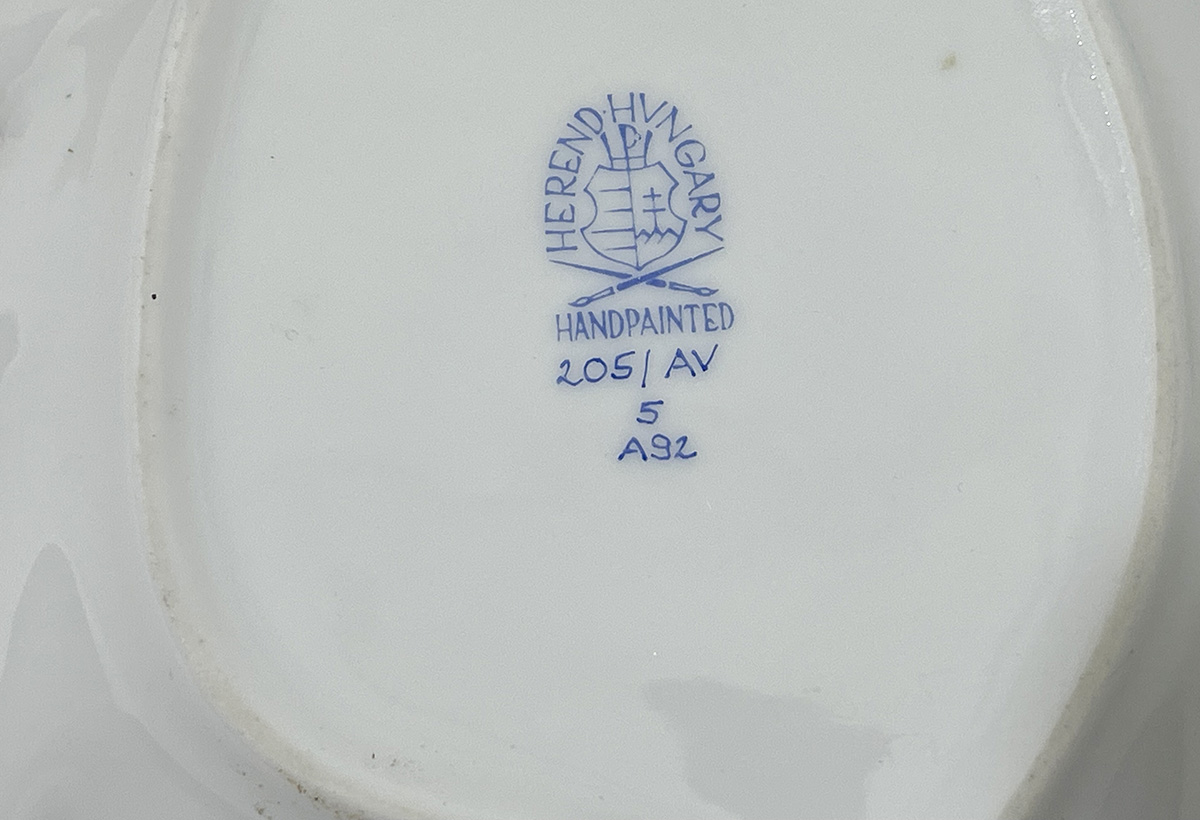 HEREND·HVNGARY
HANDPAINTED
205/AV
5
A92